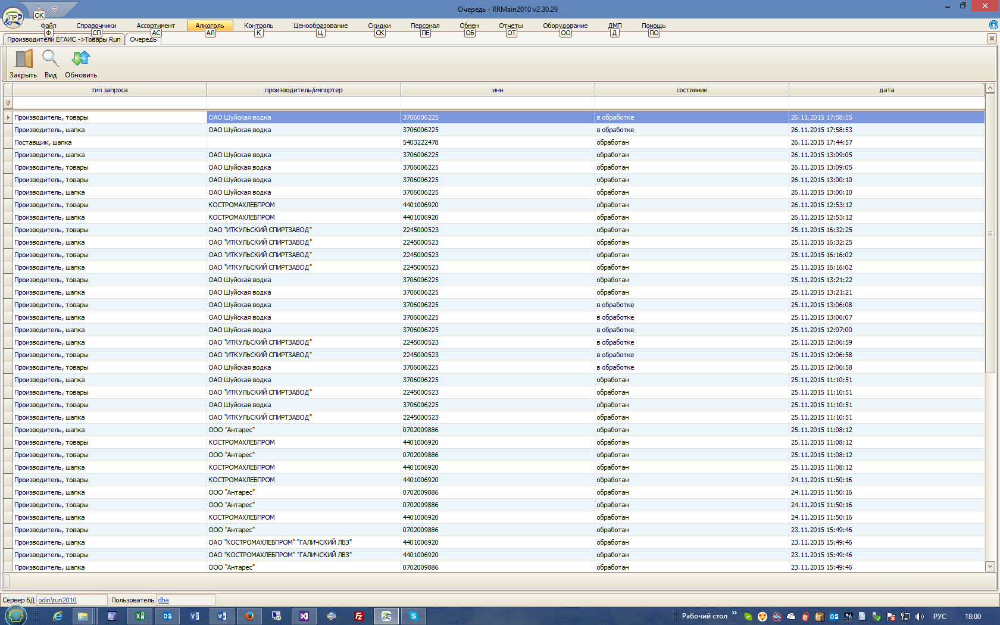 Очередь - RRMain2010 v2.30.29
ПР
ОК
Файл Справочники Ассортимент Алкоголь Контроль Ценообразование Скидки Персонал Обмен Отчеты Оборудование ДМП Помощь
Ф СП АС АЛ К Ц СК ПЕ ОБ ОТ ОО Д ПО
Производители ЕГАИС ->Товары Run Очередь
Закрыть Вид Обновить
тип запроса производитель/импортер инн состояние дата
Производитель, товары ОАО Шуйская водка 3706006225 в обработке 26.11.2015 17:58:55
Производитель, шапка ОАО Шуйская водка 3706006225 в обработке 26.11.2015 17:58:53
Поставщик, шапка 5403222478 обработан 26.11.2015 17:44:57
Производитель, шапка ОАО Шуйская водка 3706006225 обработан 26.11.2015 13:09:05
Производитель, товары ОАО Шуйская водка 3706006225 обработан 26.11.2015 13:09:05
Производитель, товары ОАО Шуйская водка 3706006225 обработан 26.11.2015 13:00:10
Производитель, шапка ОАО Шуйская водка 3706006225 обработан 26.11.2015 13:00:10
Производитель, товары КОСТРОМАХЛЕБПРОМ 4401006920 обработан 26.11.2015 12:53:12
Производитель, шапка КОСТРОМАХЛЕБПРОМ 4401006920 обработан 26.11.2015 12:53:12
Производитель, товары ОАО "ИТКУЛЬСКИЙ СПИРТЗАВОД" 2245000523 обработан 25.11.2015 16:32:25
Производитель, шапка ОАО "ИТКУЛЬСКИЙ СПИРТЗАВОД" 2245000523 обработан 25.11.2015 16:32:25
Производитель, товары ОАО "ИТКУЛЬСКИЙ СПИРТЗАВОД" 2245000523 обработан 25.11.2015 16:16:02
Производитель, шапка ОАО "ИТКУЛЬСКИЙ СПИРТЗАВОД" 2245000523 обработан 25.11.2015 16:16:02
Производитель, товары ОАО Шуйская водка 3706006225 обработан 25.11.2015 13:21:22
Производитель, шапка ОАО Шуйская водка 3706006225 обработан 25.11.2015 13:21:21
Производитель, товары ОАО Шуйская водка 3706006225 в обработке 25.11.2015 13:06:08
Производитель, шапка ОАО Шуйская водка 3706006225 в обработке 25.11.2015 13:06:07
Производитель, товары ОАО Шуйская водка 3706006225 в обработке 25.11.2015 12:07:00
Производитель, шапка ОАО "ИТКУЛЬСКИЙ СПИРТЗАВОД" 2245000523 в обработке 25.11.2015 12:06:59
Производитель, товары ОАО "ИТКУЛЬСКИЙ СПИРТЗАВОД" 2245000523 в обработке 25.11.2015 12:06:58
Производитель, шапка ОАО Шуйская водка 3706006225 в обработке 25.11.2015 12:06:58
Производитель, шапка ОАО Шуйская водка 3706006225 обработан 25.11.2015 11:10:51
Производитель, товары ОАО "ИТКУЛЬСКИЙ СПИРТЗАВОД" 2245000523 обработан 25.11.2015 11:10:51
Производитель, товары ОАО Шуйская водка 3706006225 обработан 25.11.2015 11:10:51
Производитель, шапка ОАО "ИТКУЛЬСКИЙ СПИРТЗАВОД" 2245000523 обработан 25.11.2015 11:10:51
Производитель, шапка ООО "Антарес" 0702009886 обработан 25.11.2015 11:08:12
Производитель, товары КОСТРОМАХЛЕБПРОМ 4401006920 обработан 25.11.2015 11:08:12
Производитель, товары ООО "Антарес" 0702009886 обработан 25.11.2015 11:08:12
Производитель, шапка КОСТРОМАХЛЕБПРОМ 4401006920 обработан 25.11.2015 11:08:12
Производитель, товары КОСТРОМАХЛЕБПРОМ 4401006920 обработан 24.11.2015 11:50:16
Производитель, шапка ООО "Антарес" 0702009886 обработан 24.11.2015 11:50:16
Производитель, товары ООО "Антарес" 0702009886 обработан 24.11.2015 11:50:16
Производитель, шапка КОСТРОМАХЛЕБПРОМ 4401006920 обработан 24.11.2015 11:50:16
Производитель, товары ООО "Антарес" 0702009886 обработан 23.11.2015 15:49:46
Производитель, шапка ОАО "КОСТРОМАХЛЕБПРОМ" "ГАЛИЧСКИЙ ЛВЗ" 4401006920 обработан 23.11.2015 15:49:46
Производитель, товары ОАО "КОСТРОМАХЛЕБПРОМ" "ГАЛИЧСКИЙ ЛВЗ" 4401006920 обработан 23.11.2015 15:49:46
Производитель, шапка ООО "Антарес" 0702009886 обработан 23.11.2015 15:49:46
Сервер БД odin\run2010 Пользователь dba
Рабочий стол РУС 18:00